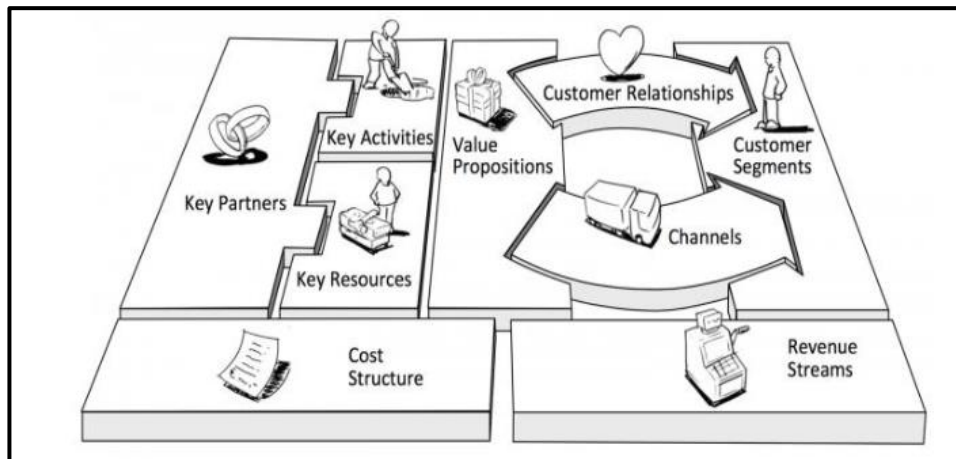 Key Partners
Key Activities
Key Resources
Value
Propositions
Customer Relationships
Channels
Customer
Segments
Cost
Structure
Revenue
Streams